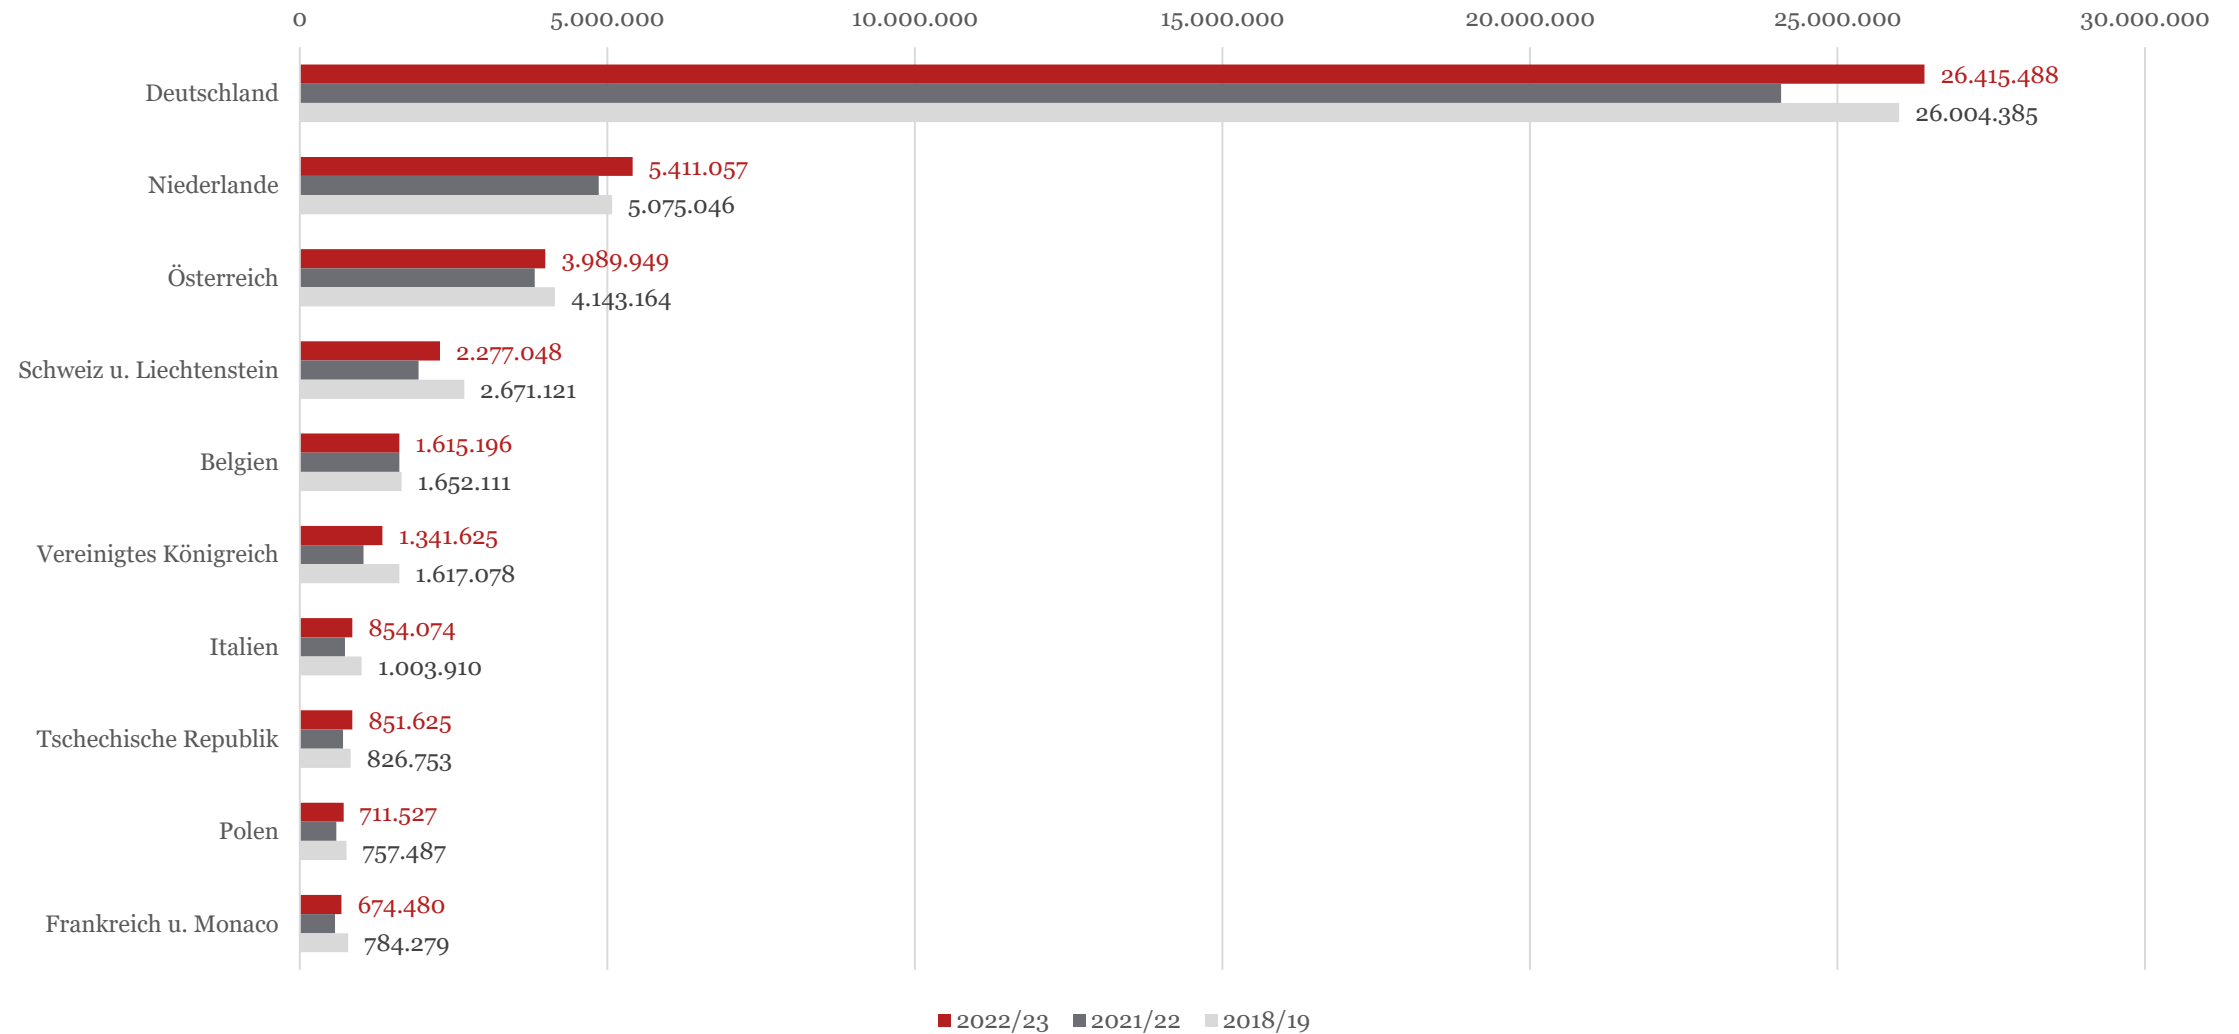 0 5.000.000 10.000.000 15.000.000 20.000.000 25.000.000 30.000.000
Deutschland 26.415.488
26.004.385
Niederlande 5.411.057
5.075.046
Österreich 3.989.949
4.143.164
Schweiz u. Liechtenstein 2.277.048
2.671.121
Belgien 1.615.196
1.652.111
Vereinigtes Königreich 1.341.625
1.617.078
Italien 854.074
1.003.910
Tschechische Republik 851.625
826.753
Polen 711.527
757.487
Frankreich u. Monaco 674.480
784.279
2022/23 2021/22 2018/19